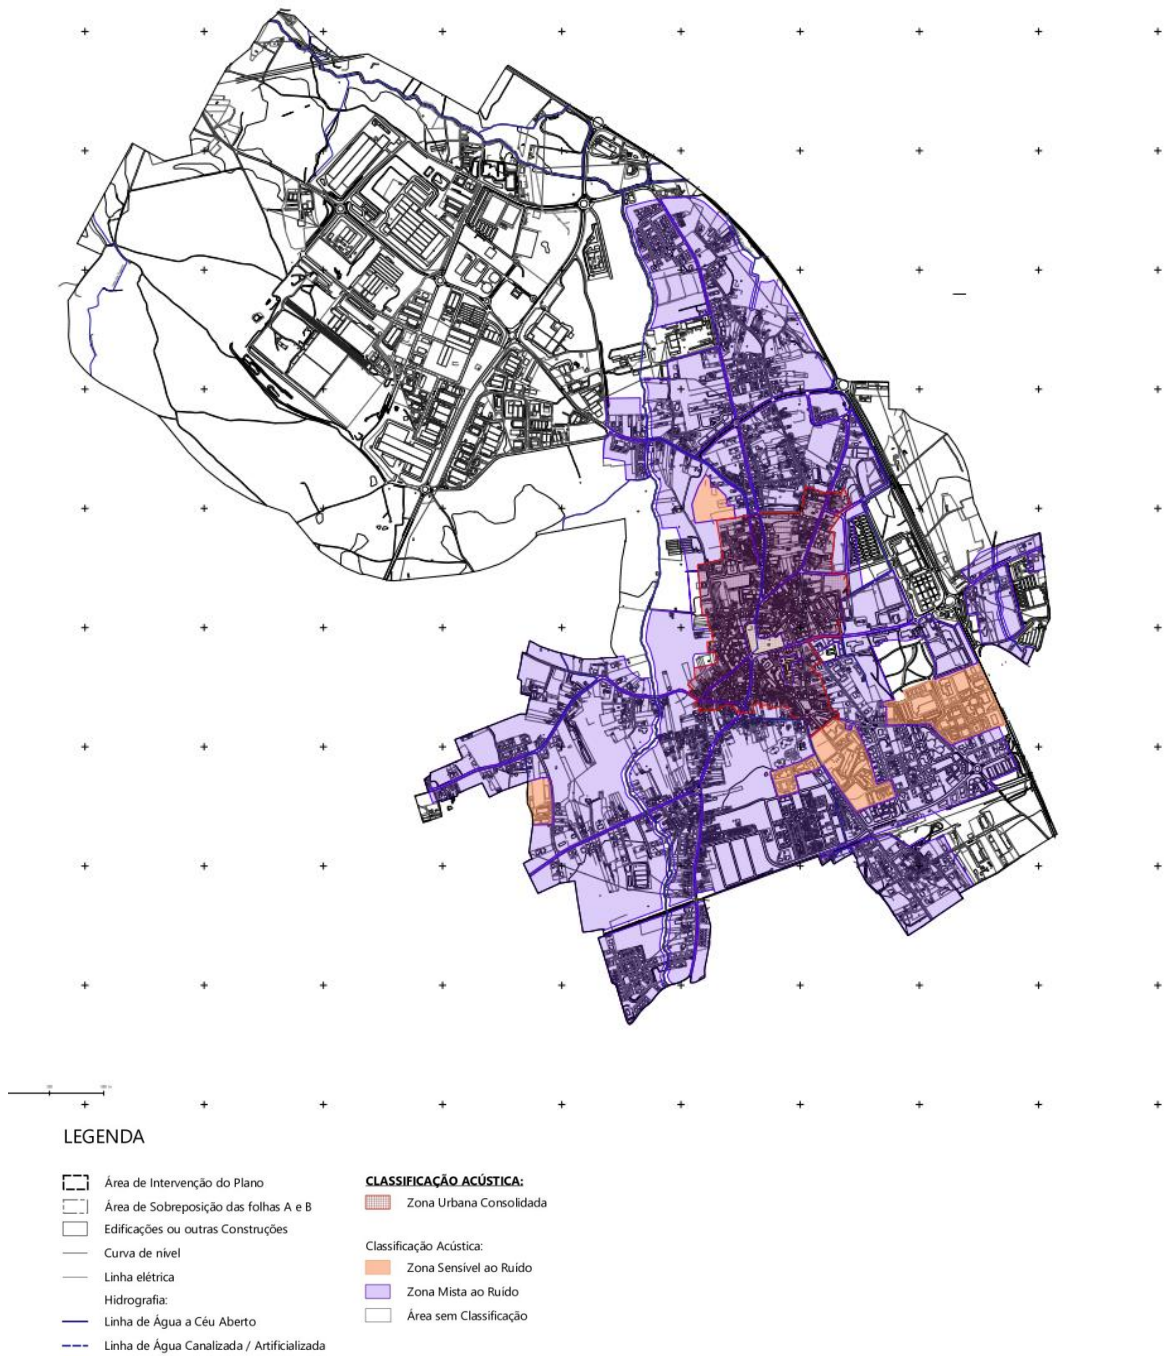 LEGENDA
Área de Intervenção do Plano
Área de Sobreposição das folhas A e B
Edificações ou outras Construções
Curva de nível
Linha elétrica
Hidrografia:
Linha de Água a Céu Aberto
Linha de Água Canalizada / Artificializada
CLASSIFICAÇÃO ACÚSTICA:
Zona Urbana Consolidada
Classificação Acústica:
Zona Sensível ao Ruído
Zona Mista ao Ruído
Área sem Classificação